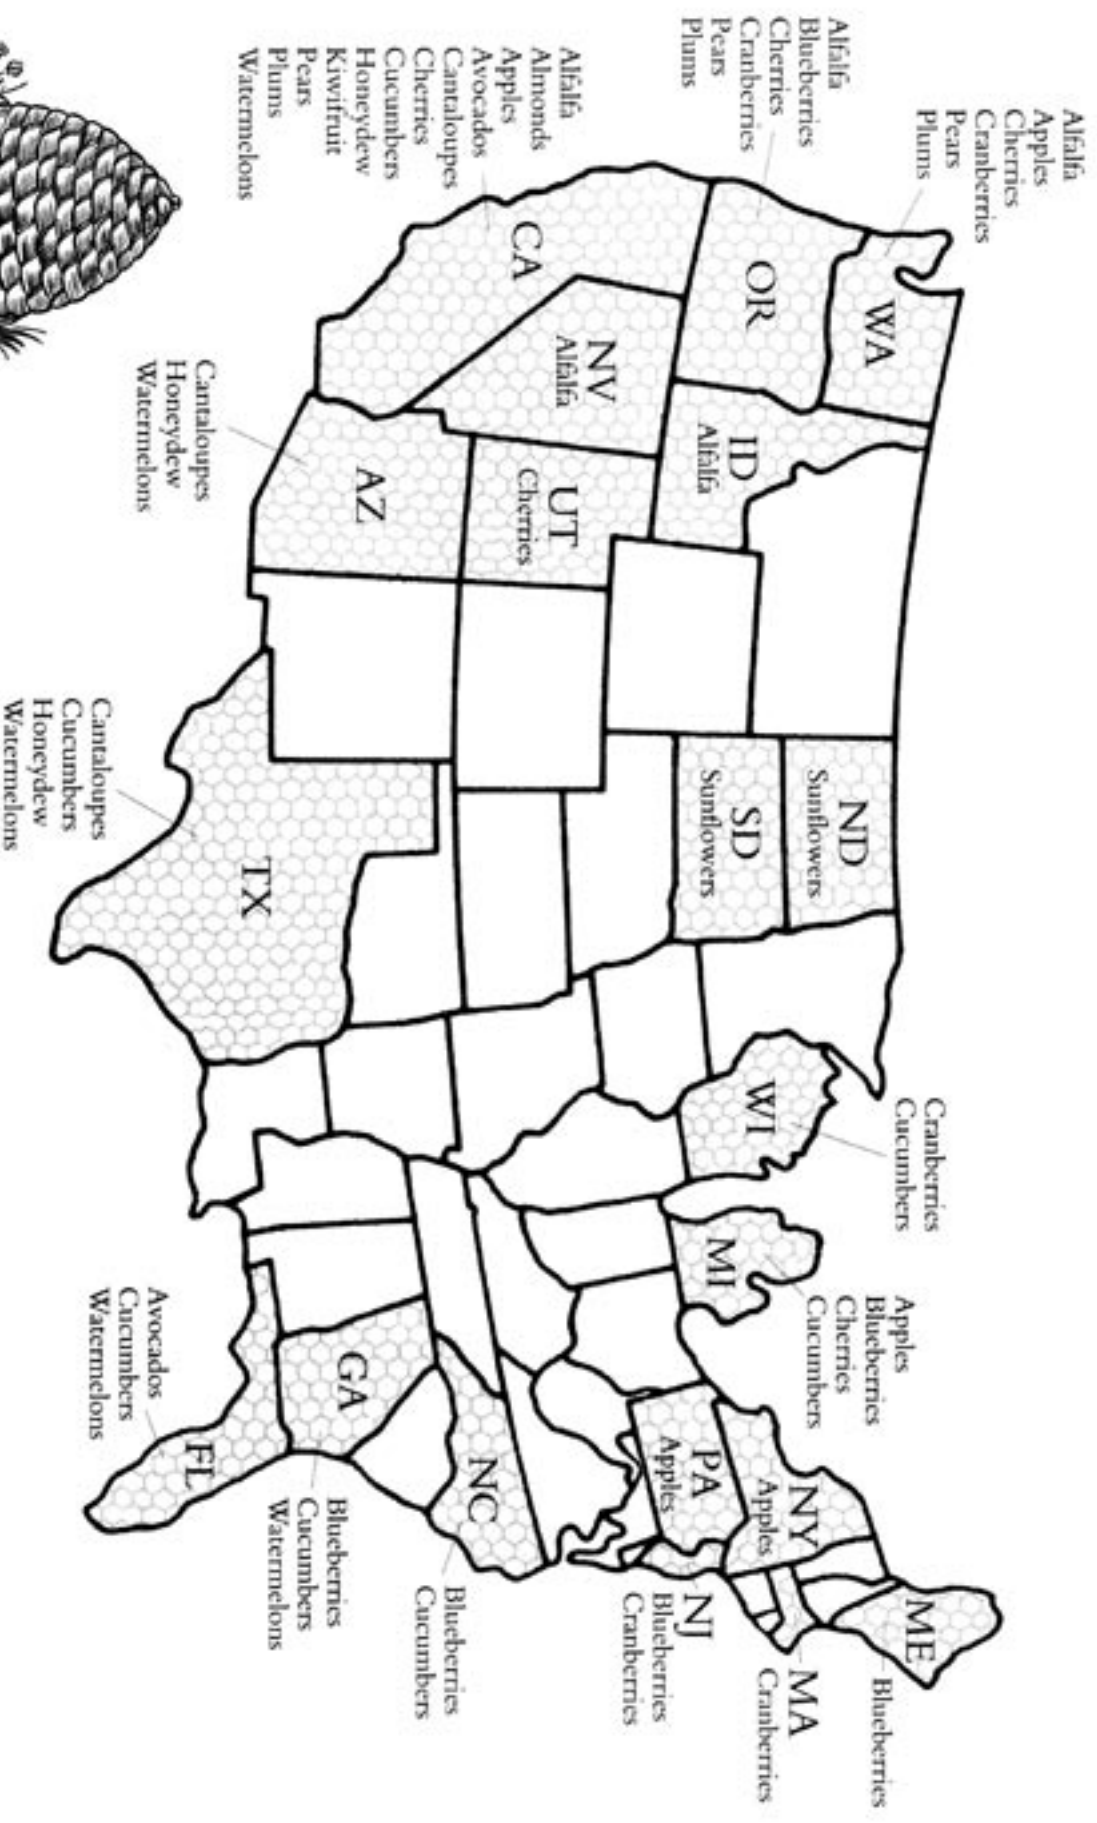 Alfalfa
Apples
Cherries
Cranberries
Pears
Plums
WA
Alfalfa
Blueberries
Cherries
Cranberries
Pears
Plums
OR
Alfalfa
Almonds
Apples
Avocados
Cantaloupes
Cherries
Cucumbers
Honeydew
Kiwifruit
Pears
Plums
Watermelons
CA
NV
Alfalfa
ID
Alfalfa
UT
Cherries
AZ
Cantaloupes
Honeydew
Watermelons
ND
Sunflowers
SD
Sunflowers
TX
Cantaloupes
Cucumbers
Honeydew
Watermelons
WI
Cranberries
Cucumbers
MI
Apples
Blueberries
Cherries
Cucumbers
ME
Blueberries
MA
Cranberries
NY
Apples
PA
Apples
NJ
Blueberries
Cranberries
NC
Blueberries
Cucumbers
GA
Blueberries
Cucumbers
Watermelons
FL
Avocados
Cucumbers
Watermelons